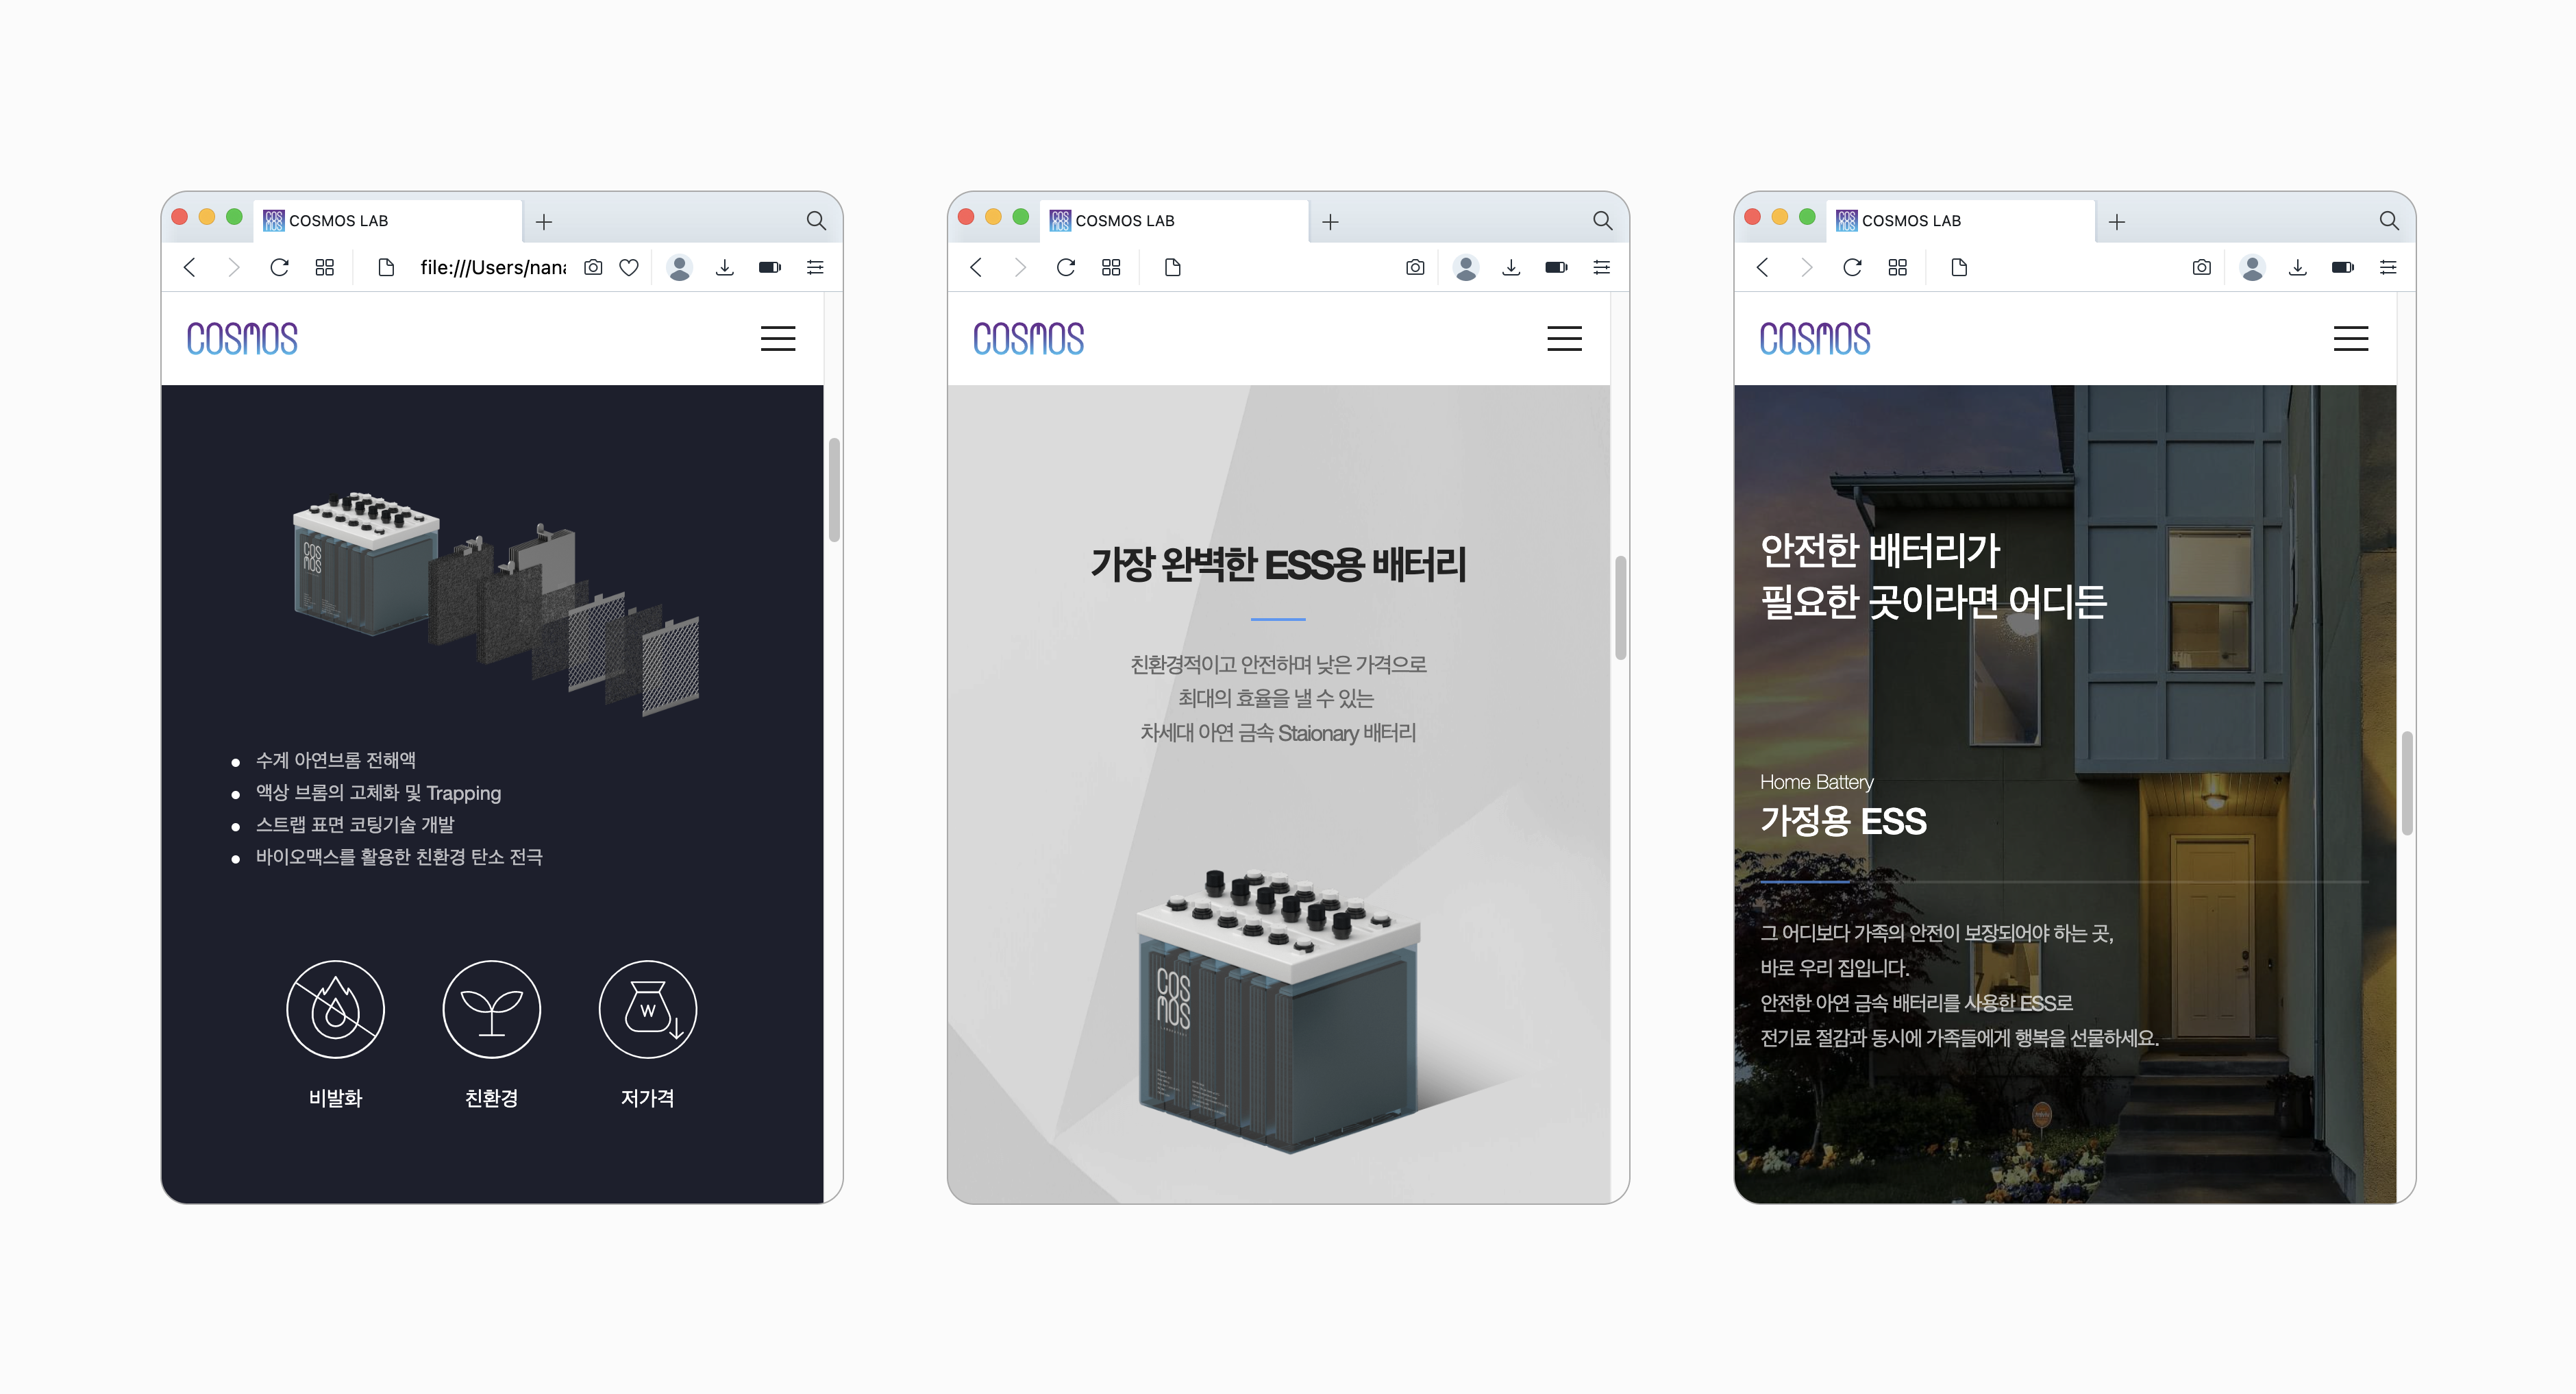 COSMOS LAB
file:///Users/nan
COSMOS
COS
MOS
수계 아연브롬 전해액
액상 브롬의 고체화 및 Trapping
스트랩 표면 코팅기술 개발
바이오맥스를 활용한 친환경 탄소 전극
W
비발화
친환경
저가격
COSMOS LAB
COSMOS
가장 완벽한 ESS용 배터리
친환경적이고 안전하며 낮은 가격으로
최대의 효율을 낼 수 있는
차세대 아연 금속 Staionary 배터리
COS
MOS
COSMOS LAB
COSMOS
안전한 배터리가
필요한 곳이라면 어디든
Home Battery
가정용 ESS
그 어디보다 가족의 안전이 보장되어야 하는 곳,
바로 우리 집입니다.
안전한 아연 금속 배터리를 사용한 ESS로
전기료 절감과 동시에 가족들에게 행복을 선물하세요.